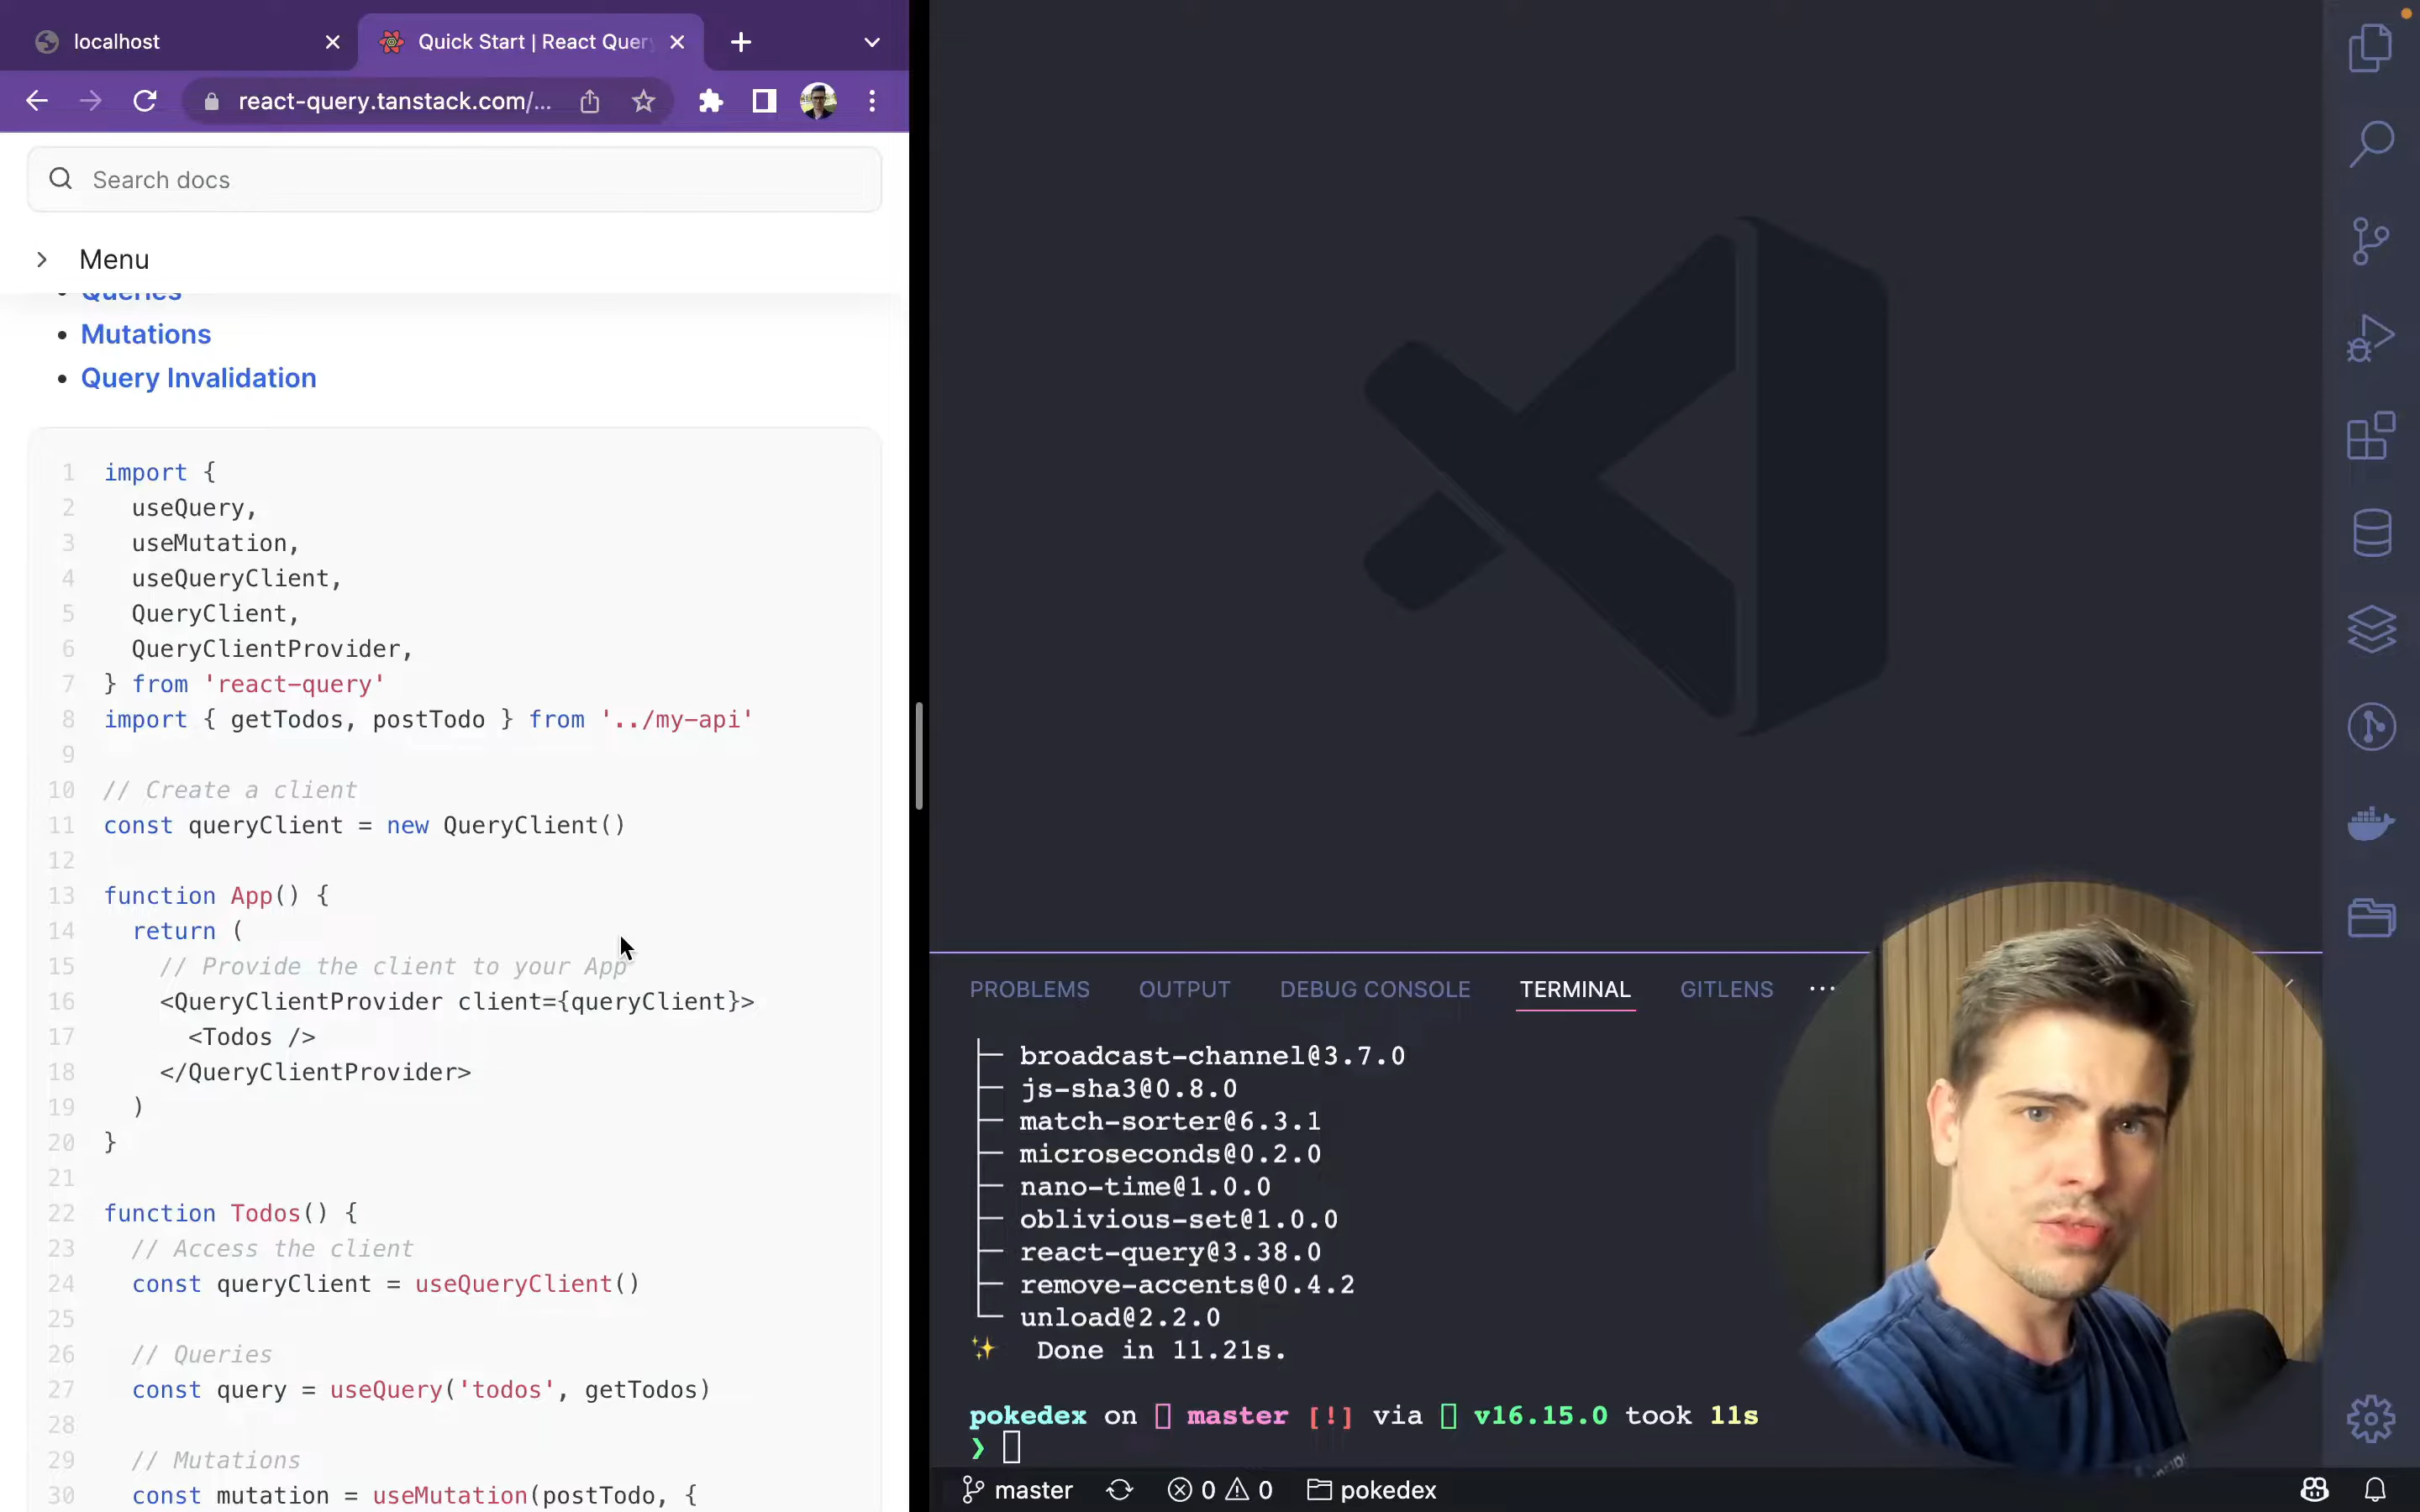 localhost
Quick Start | React Quer
react-query.tanstack.com/...
Search docs
Menu
Queries
Mutations
Query Invalidation
1 import {
2 useQuery,
3 useMutation,
4 useQueryClient,
5 QueryClient,
6 QueryClientProvider,
7 } from 'react-query'
8 import { getTodos, postTodo } from '../my-api'
9
10 // Create a client
11 const queryClient = new QueryClient()
12
13 function App() {
14 return (
15 // Provide the client to your App
16 <QueryClientProvider client={queryClient}>
17 <Todos />
18 </QueryClientProvider>
19 )
20 }
21
22 function Todos() {
23 // Access the client
24 const queryClient = useQueryClient()
25
26 // Queries
27 const query = useQuery('todos', getTodos)
28
29 // Mutations
30 const mutation = useMutation(postTodo, {
PROBLEMS OUTPUT DEBUG CONSOLE TERMINAL GITLENS ···
├─ broadcast-channel@3.7.0
├─ js-sha3@0.8.0
├─ match-sorter@6.3.1
├─ microseconds@0.2.0
├─ nano-time@1.0.0
├─ oblivious-set@1.0.0
├─ react-query@3.38.0
├─ remove-accents@0.4.2
└─ unload@2.2.0
✨ Done in 11.21s.
pokedex on master [!] via v16.15.0 took 11s
❯
master 0 0 pokedex